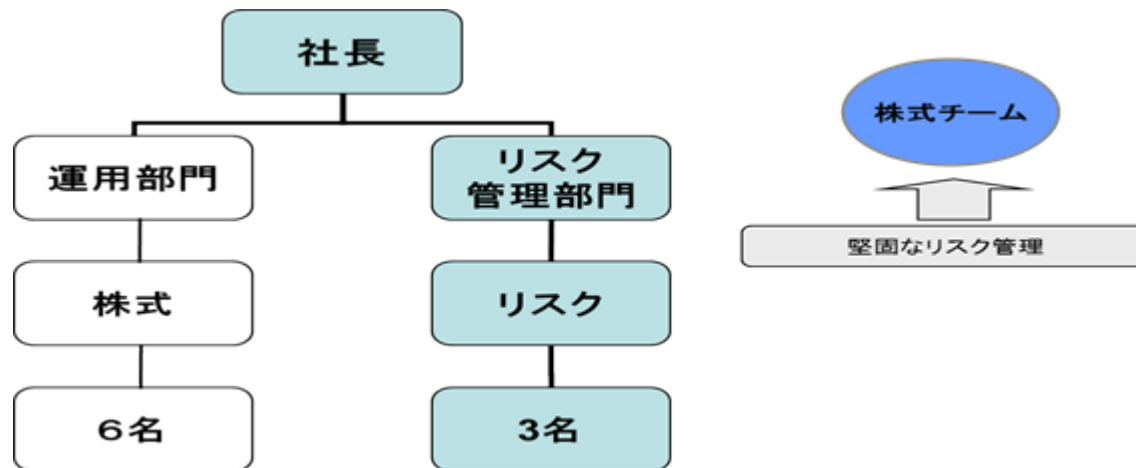 社長
運用部門
リスク
管理部門
株式
リスク
６名
3名
株式チーム
堅固なリスク管理